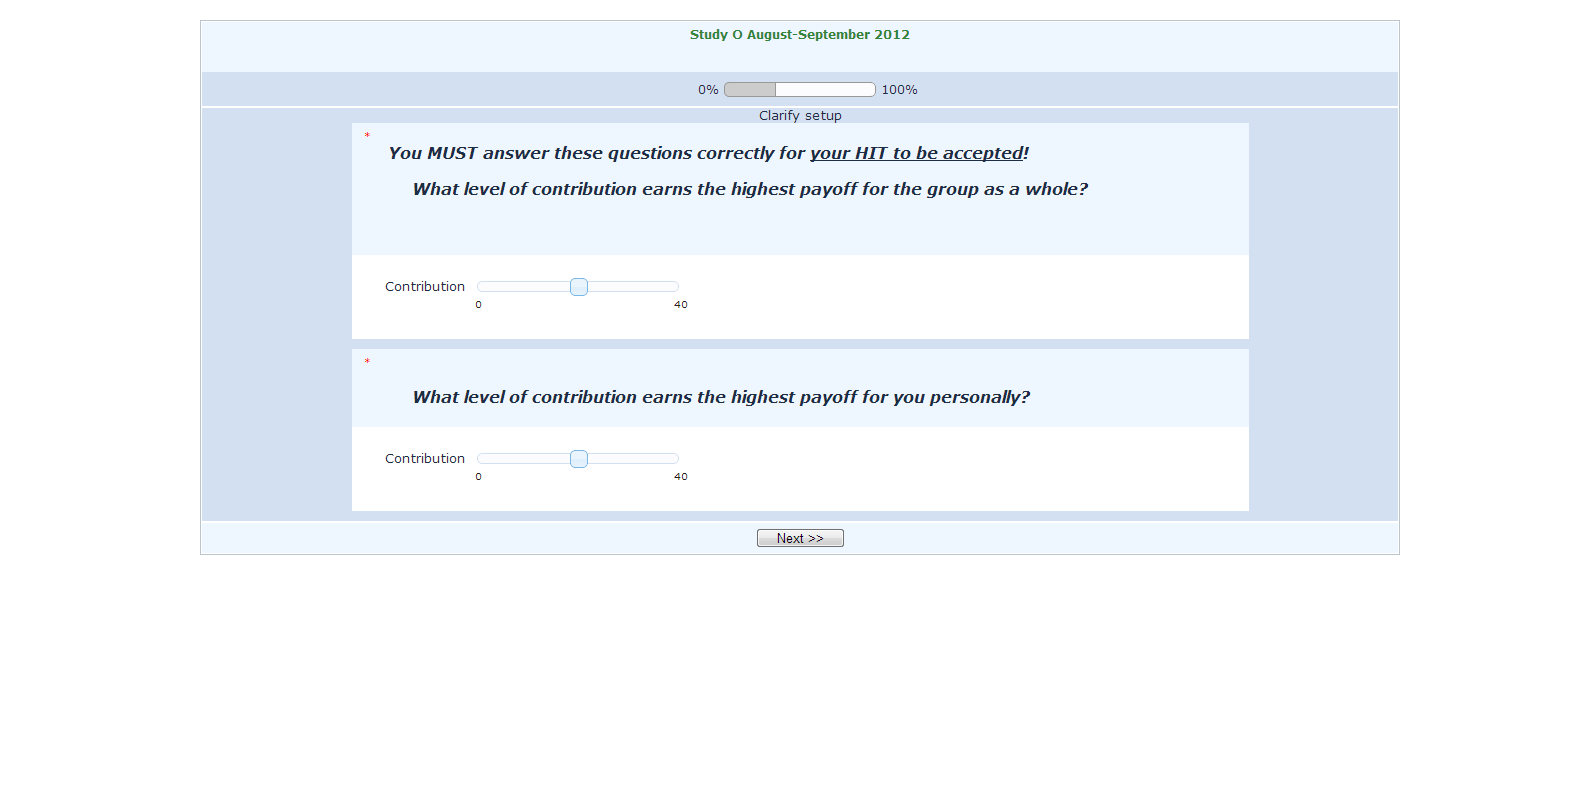 Study O August-September 2012
0% 100%
Clarify setup
*
You MUST answer these questions correctly for your HIT to be accepted!
What level of contribution earns the highest payoff for the group as a whole?
Contribution
0 40
*
What level of contribution earns the highest payoff for you personally?
Contribution
0 40
Next >>